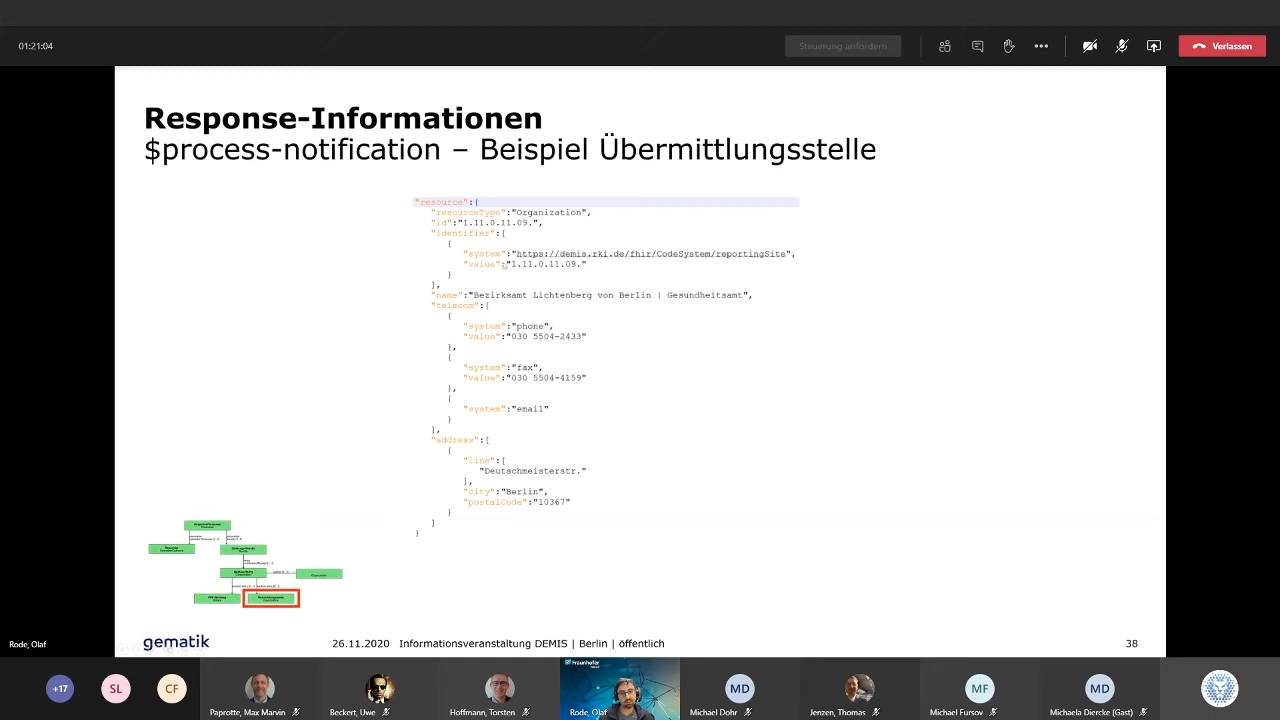 01:21:04
Steuerung anfordern
Verlassen
Response-Informationen
$process-notification – Beispiel Übermittlungsstelle
"resource":{
"resourceType":"Organization",
"id":"1.11.0.11.09.",
"identifier":[
{
"system":"https://demis.rki.de/fhir/CodeSystem/reportingSite",
"value":"1.11.0.11.09."
}
],
"name":"Bezirksamt Lichtenberg von Berlin | Gesundheitsamt",
"telecom":[
{
"system":"phone",
"value":"030 5504-2433"
},
{
"system":"fax",
"value":"030 5504-4159"
},
{
"system":"email"
}
],
"address":[
{
"line":[
"Deutschmeisterstr."
],
"city":"Berlin",
"postalCode":"10367"
}
]
}
Rode, Olaf
gematik
26.11.2020 Informationsveranstaltung DEMIS | Berlin | öffentlich
38
Fraunhofer
+17
SL
CF
MD
MF
MD
Paprotte, Max Marvin
Beckert, Uwe
Hoffmann, Torsten
Rode, Olaf
Michael Dohr
Jenzen, Thomas
Michael Fursov
Michaela Diercke (Gast)